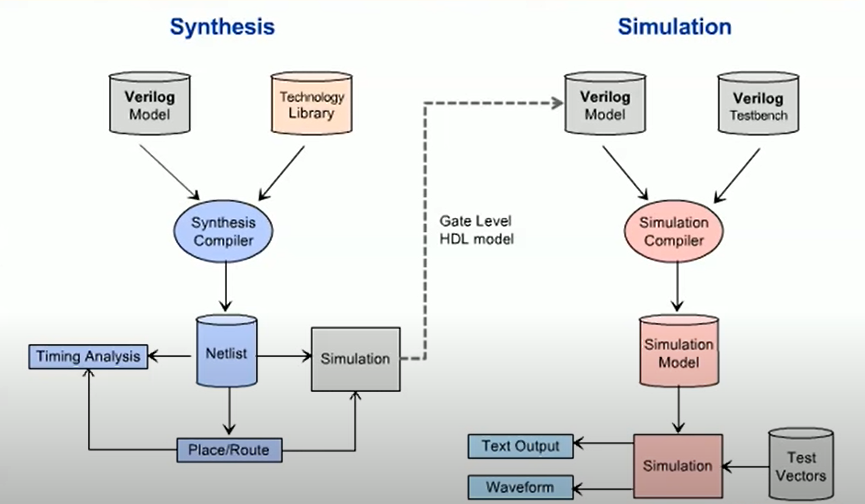 Synthesis
Simulation
Verilog
Model
Technology
Library
Verilog
Model
Verilog
Testbench
Synthesis
Compiler
Gate Level
HDL model
Simulation
Compiler
Timing Analysis
Netlist
Simulation
Simulation
Model
Place/Route
Text Output
Waveform
Simulation
Test
Vectors